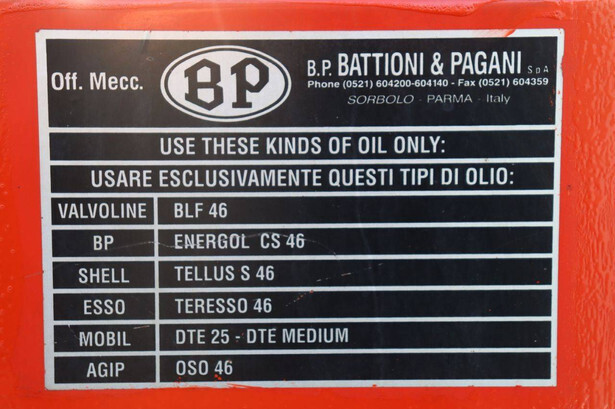 Off. Mecc.
BP
B.P. BATTIONI & PAGANI SpA
Phone (0521) 604200-604140 - Fax (0521) 604359
SORBOLO - PARMA - Italy
USE THESE KINDS OF OIL ONLY:
USARE ESCLUSIVAMENTE QUESTI TIPI DI OLIO:
VALVOLINE BLF 46
BP ENERGOL CS 46
SHELL TELLUS S 46
ESSO TERESSO 46
MOBIL DTE 25 - DTE MEDIUM
AGIP OSO 46